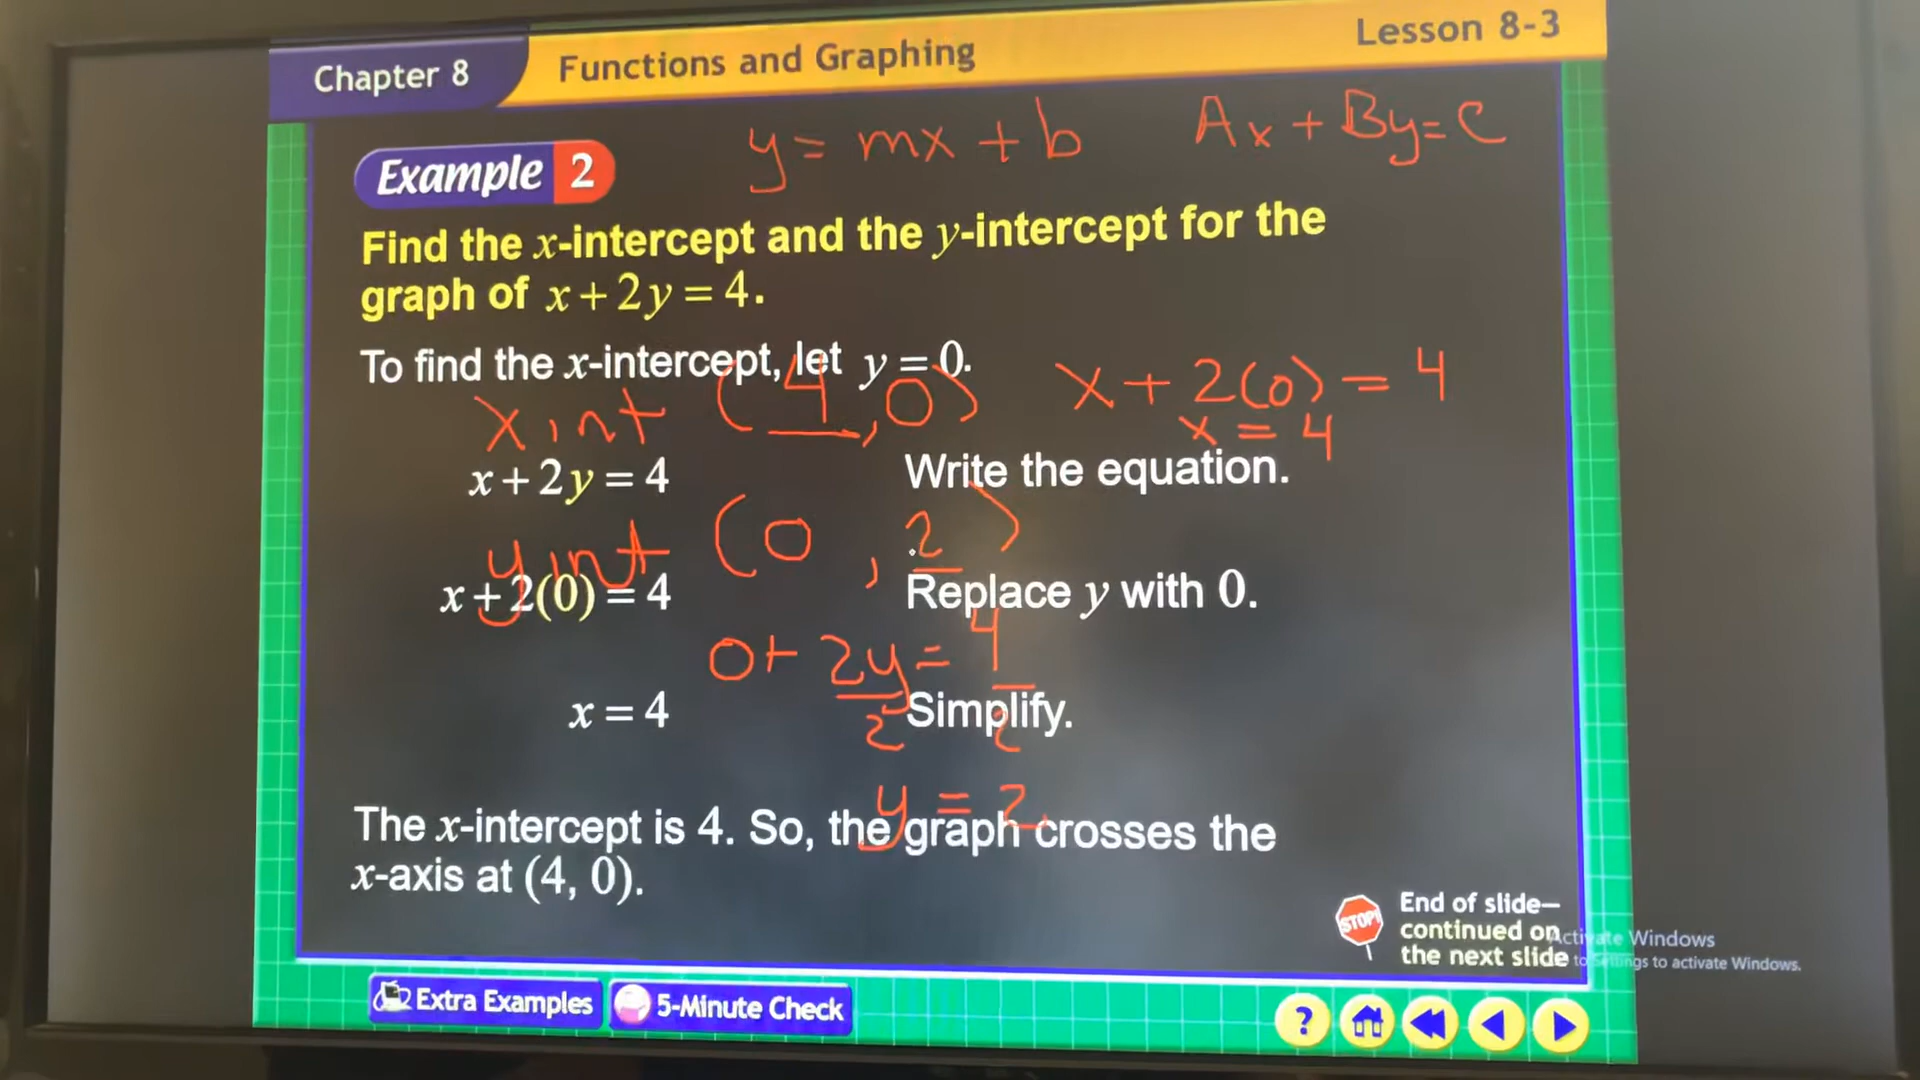 Chapter 8
Functions and Graphing
Lesson 8-3
y = mx + b
Ax + By = C
Example 2
Find the x-intercept and the y-intercept for the
graph of x + 2y = 4.
To find the x-intercept, let y = 0.
x int (4, 0)
x + 2(0) = 4
x = 4
x + 2y = 4
Write the equation.
y int (0, 2)
x + 2(0) = 4
Replace y with 0.
0 + 2y = 4
2 2
x = 4
Simplify.
y = 2
The x-intercept is 4. So, the graph crosses the
x-axis at (4, 0).
STOP!
End of slide—
continued on
the next slide
Activate Windows
to Settings to activate Windows.
Extra Examples
5-Minute Check
?